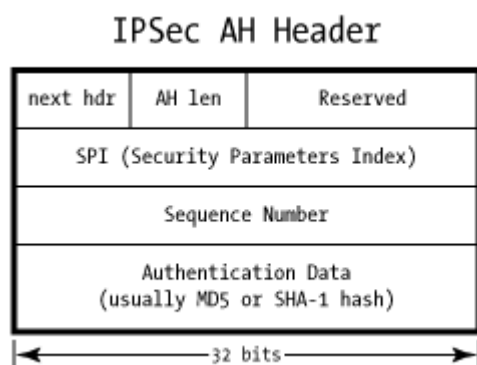 IPSec AH Header
next hdr AH len Reserved
SPI (Security Parameters Index)
Sequence Number
Authentication Data
(usually MD5 or SHA-1 hash)
32 bits